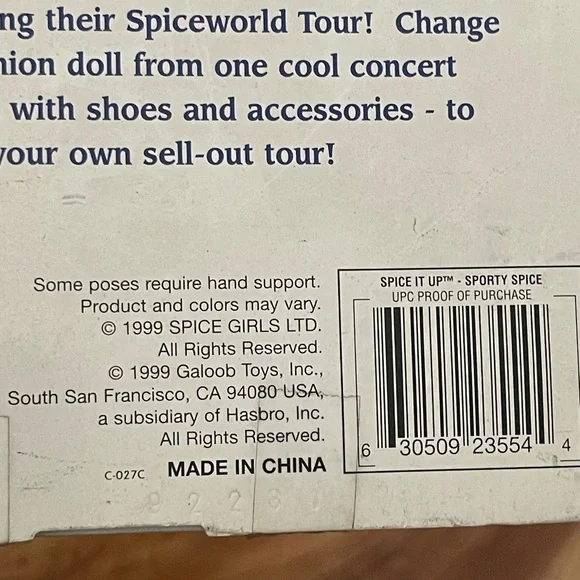 ng their Spiceworld Tour! Change
nion doll from one cool concert
with shoes and accessories - to
your own sell-out tour!
Some poses require hand support.
Product and colors may vary.
© 1999 SPICE GIRLS LTD.
All Rights Reserved.
© 1999 Galoob Toys, Inc.,
South San Francisco, CA 94080 USA,
a subsidiary of Hasbro, Inc.
All Rights Reserved.
C-027C MADE IN CHINA
SPICE IT UP™ - SPORTY SPICE
UPC PROOF OF PURCHASE
6 30509 23554 4